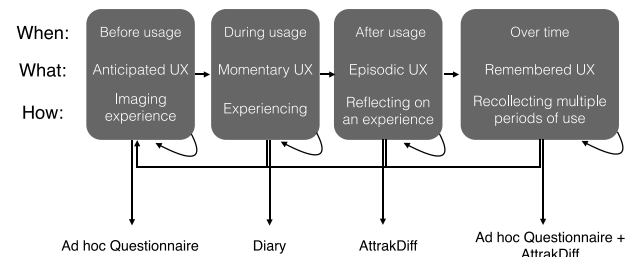 When: Before usage During usage After usage Over time
What: Anticipated UX Momentary UX Episodic UX Remembered UX
How: Imaging experience Experiencing Reflecting on an experience Recollecting multiple periods of use
Ad hoc Questionnaire Diary AttrakDiff Ad hoc Questionnaire +
AttrakDiff